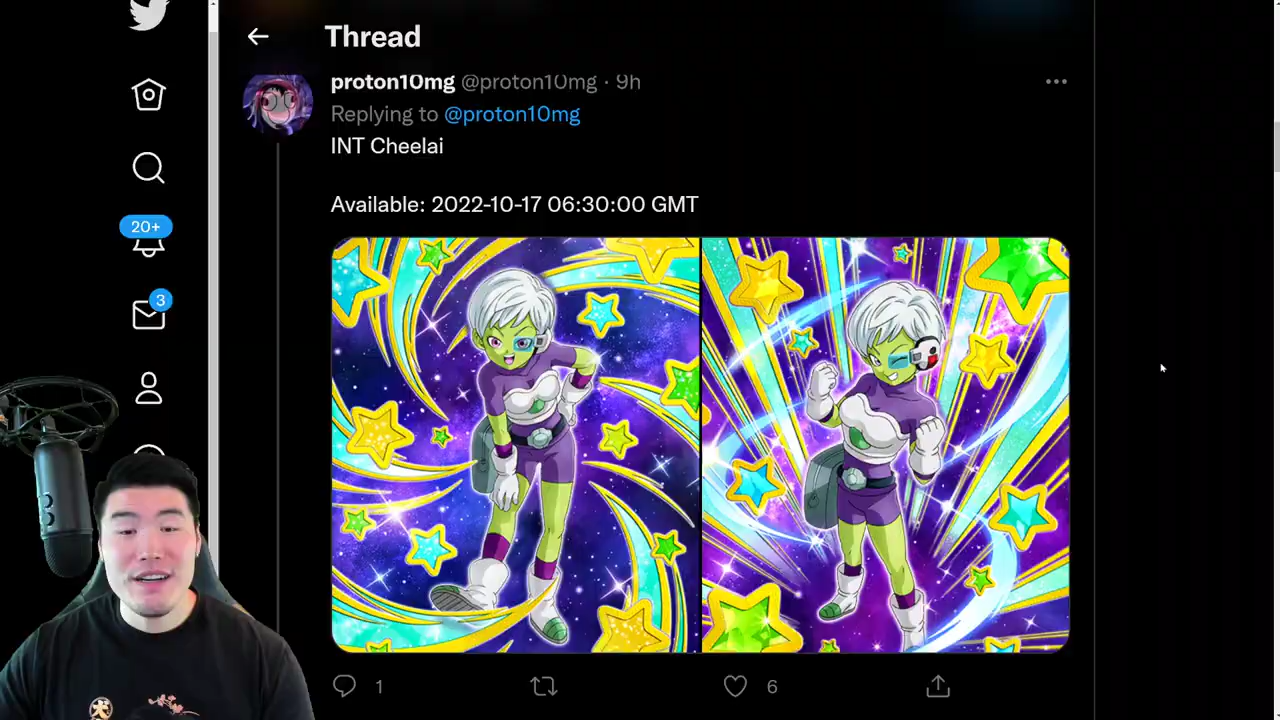 Thread
proton10mg @proton10mg · 9h
Replying to @proton10mg
INT Cheelai
Available: 2022-10-17 06:30:00 GMT
20+
3
1
6